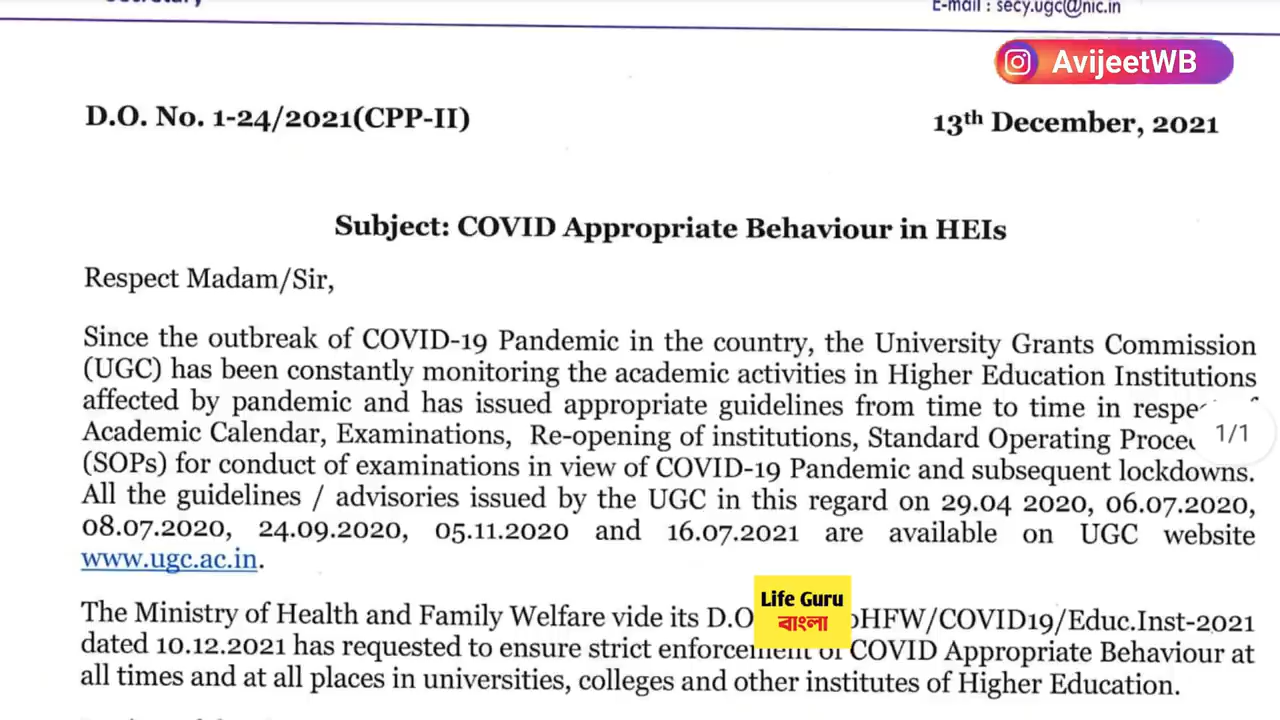 E-mail : secy.ugc@nic.in
AvijeetWB
D.O. No. 1-24/2021(CPP-II)
13th December, 2021
Subject: COVID Appropriate Behaviour in HEIs
Respect Madam/Sir,
Since the outbreak of COVID-19 Pandemic in the country, the University Grants Commission
(UGC) has been constantly monitoring the academic activities in Higher Education Institutions
affected by pandemic and has issued appropriate guidelines from time to time in
Academic Calendar, Examinations, Re-opening of institutions, Standard Operating
1/1
(SOPs) for conduct of examinations in view of COVID-19 Pandemic and subsequent lockdowns.
All the guidelines / advisories issued by the UGC in this regard on 29.04 2020, 06.07.2020,
08.07.2020, 24.09.2020, 05.11.2020 and 16.07.2021 are available on UGC website
www.ugc.ac.in.
Life Guru
বাংলা
The Ministry of Health and Family Welfare vide its D.O HFW/COVID19/Educ.Inst-2021
dated 10.12.2021 has requested to ensure strict enforcement of COVID Appropriate Behaviour at
all times and at all places in universities, colleges and other institutes of Higher Education.